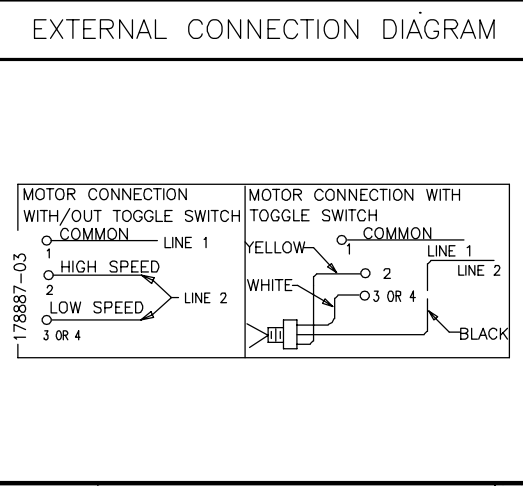 EXTERNAL CONNECTION DIAGRAM
MOTOR CONNECTION
WITH/OUT TOGGLE SWITCH
COMMON
LINE 1
1
HIGH SPEED
2
LINE 2
LOW SPEED
3 OR 4
178887-03
MOTOR CONNECTION WITH
TOGGLE SWITCH
COMMON
1
LINE 1
YELLOW
LINE 2
2
WHITE
3 OR 4
BLACK